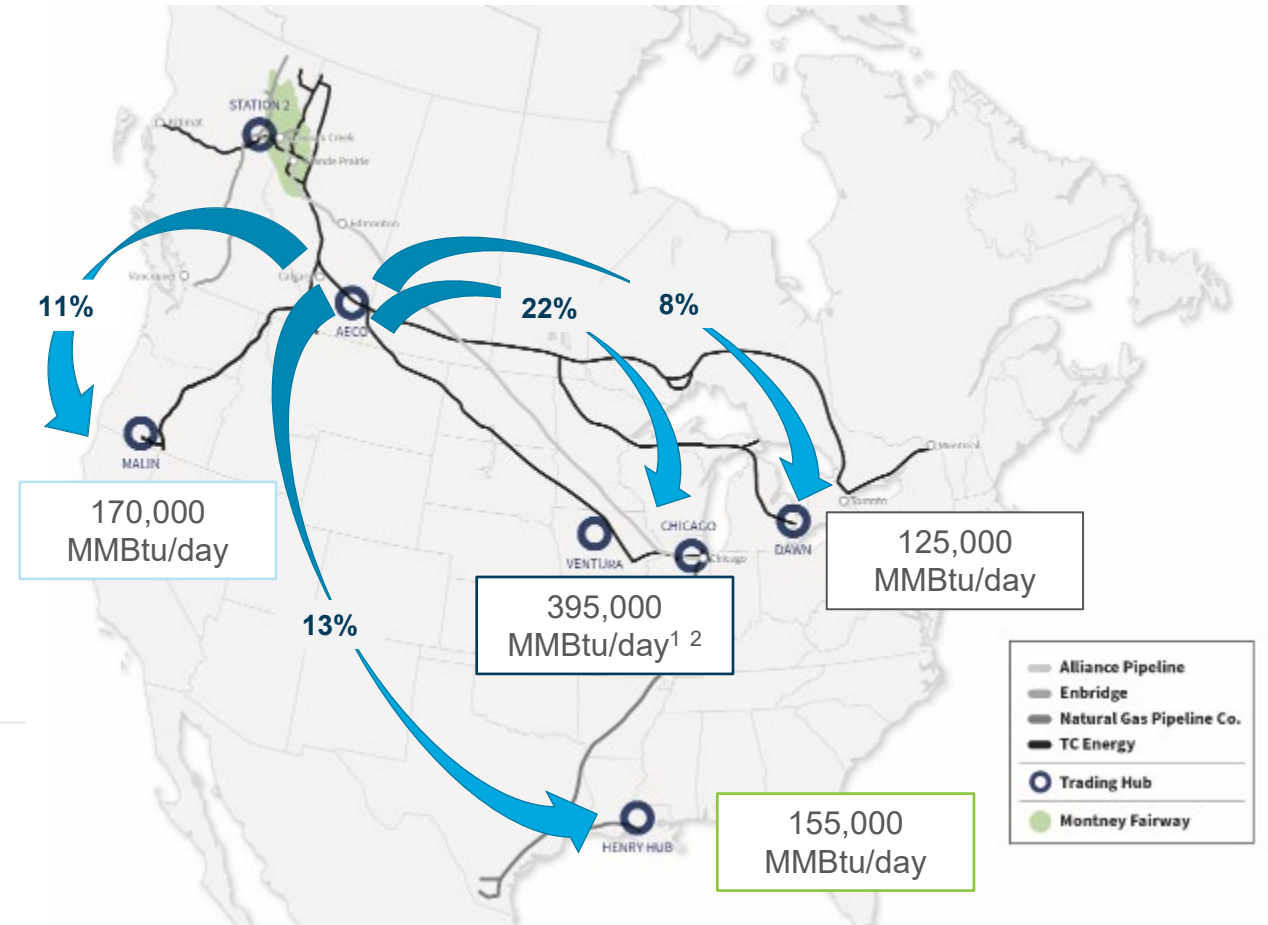 STATION 2
Kitimat
Grande Prairie
Edmonton
Vancouver
Calgary
11%
22%
8%
AECO
MALIN
170,000
MMBtu/day
Montreal
Toronto
CHICAGO
Chicago
DAWN
VENTURA
125,000
MMBtu/day
395,000
MMBtu/day¹ ²
13%
Alliance Pipeline
Enbridge
Natural Gas Pipeline Co.
TC Energy
Trading Hub
Montney Fairway
155,000
MMBtu/day
HENRY HUB